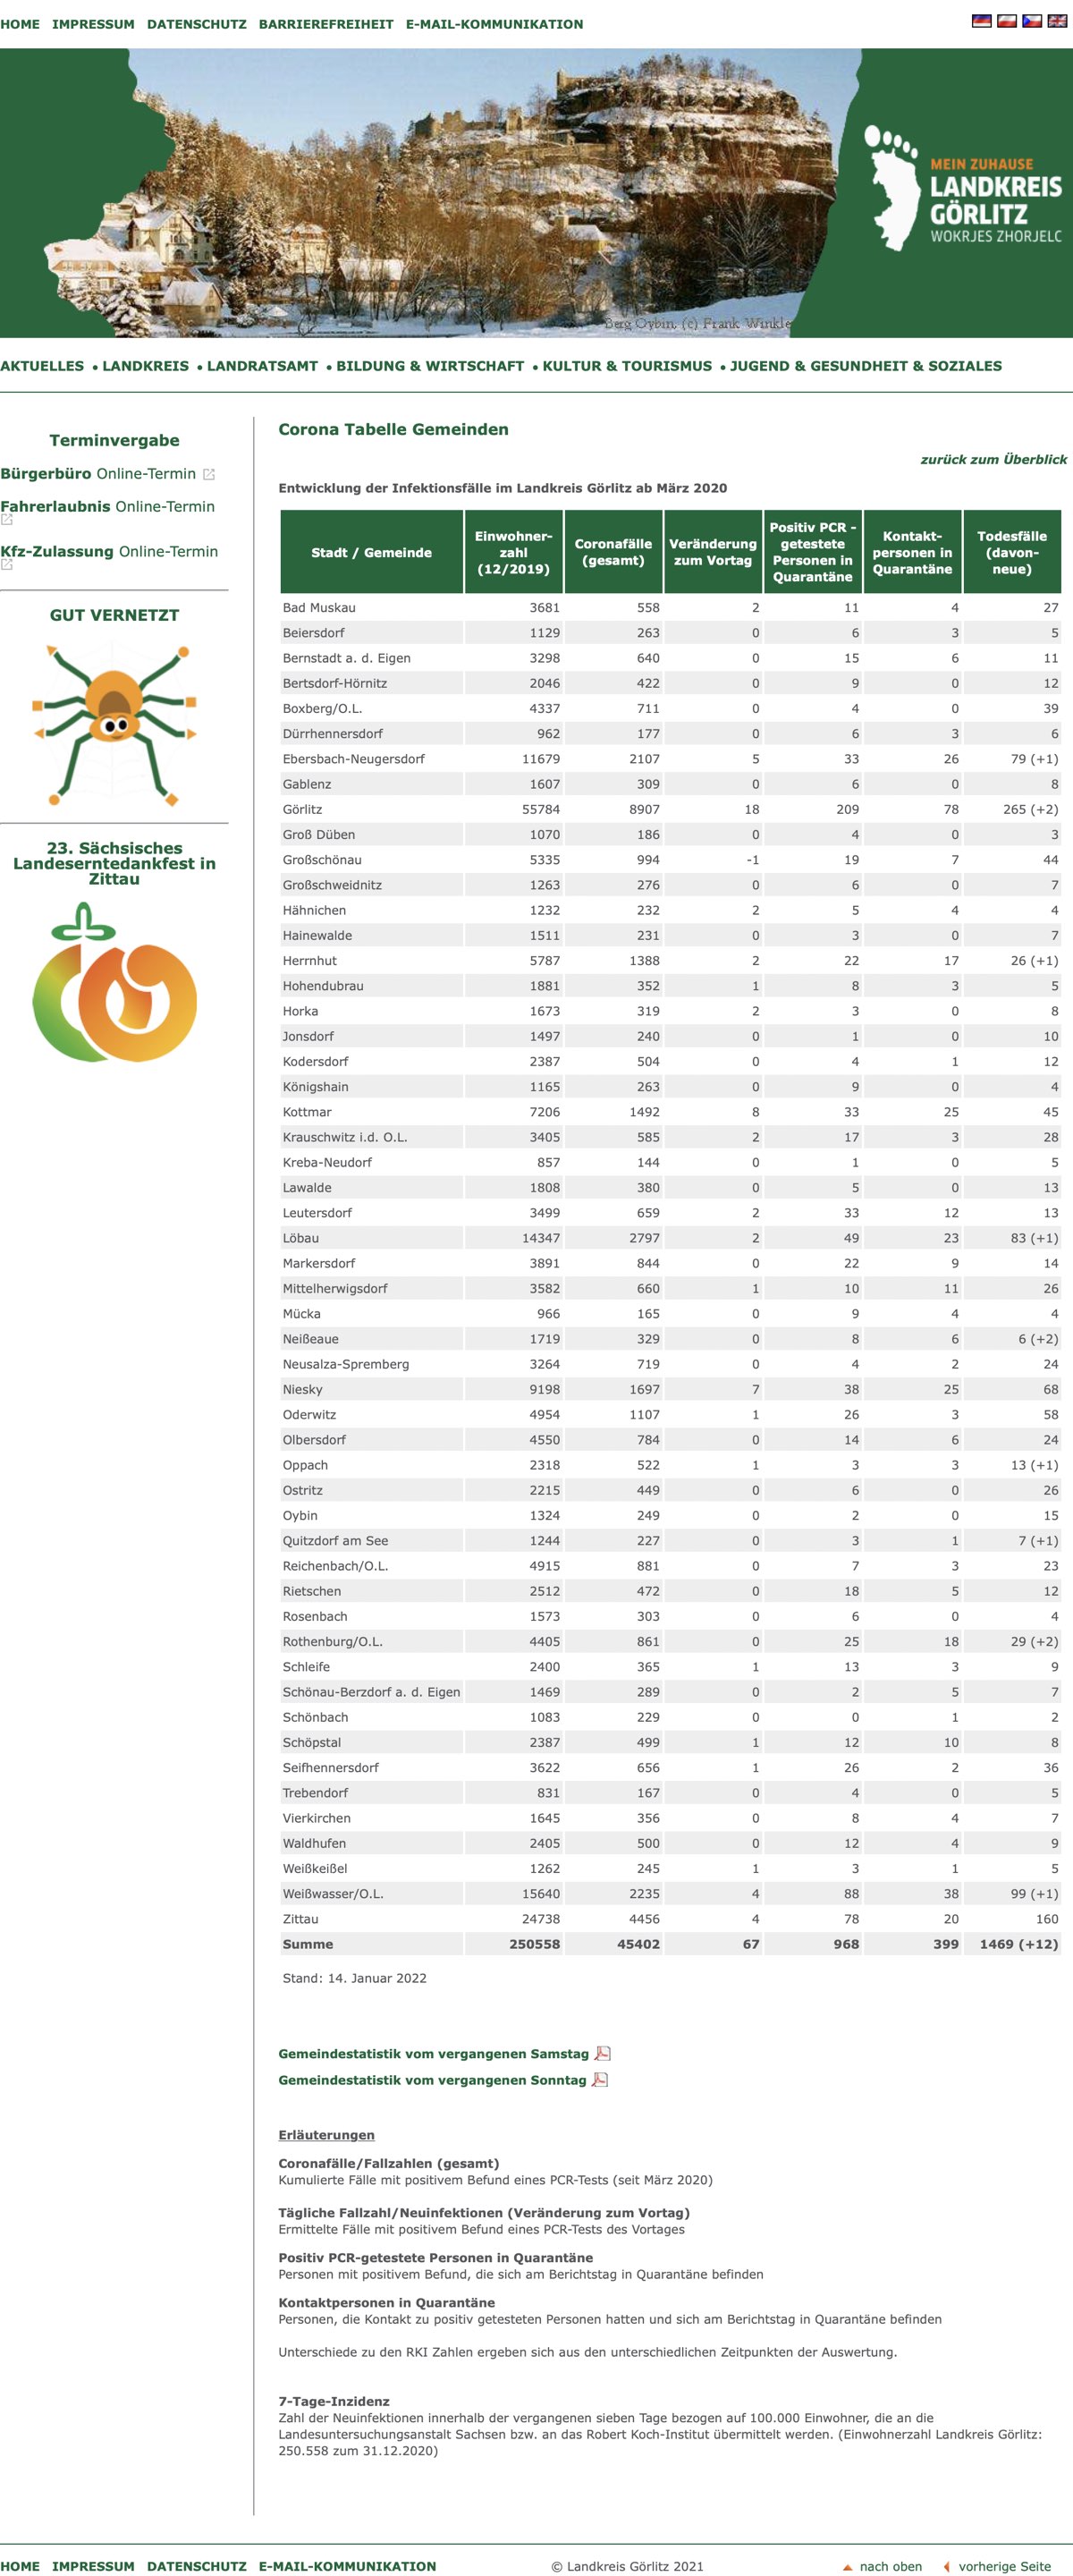 HOME IMPRESSUM DATENSCHUTZ BARRIEREFREIHEIT E-MAIL-KOMMUNIKATION
MEIN ZUHAUSE
LANDKREIS
GÖRLITZ
WOKRJES ZHORJELC
Berg Oybin, (c) Frank Winkle
AKTUELLES • LANDKREIS • LANDRATSAMT • BILDUNG & WIRTSCHAFT • KULTUR & TOURISMUS • JUGEND & GESUNDHEIT & SOZIALES
Terminvergabe
Bürgerbüro Online-Termin
Fahrerlaubnis Online-Termin
Kfz-Zulassung Online-Termin
GUT VERNETZT
23. Sächsisches
Landeserntedankfest in
Zittau
Corona Tabelle Gemeinden
zurück zum Überblick
Entwicklung der Infektionsfälle im Landkreis Görlitz ab März 2020
Stadt / Gemeinde
Einwohner-
zahl
(12/2019)
Coronafälle
(gesamt)
Veränderung
zum Vortag
Positiv PCR -
getestete
Personen in
Quarantäne
Kontakt-
personen in
Quarantäne
Todesfälle
(davon-
neue)
Bad Muskau 3681 558 2 11 4 27
Beiersdorf 1129 263 0 6 3 5
Bernstadt a. d. Eigen 3298 640 0 15 6 11
Bertsdorf-Hörnitz 2046 422 0 9 0 12
Boxberg/O.L. 4337 711 0 4 0 39
Dürrhennersdorf 962 177 0 6 3 6
Ebersbach-Neugersdorf 11679 2107 5 33 26 79 (+1)
Gablenz 1607 309 0 6 0 8
Görlitz 55784 8907 18 209 78 265 (+2)
Groß Düben 1070 186 0 4 0 3
Großschönau 5335 994 -1 19 7 44
Großschweidnitz 1263 276 0 6 0 7
Hähnichen 1232 232 2 5 4 4
Hainewalde 1511 231 0 3 0 7
Herrnhut 5787 1388 2 22 17 26 (+1)
Hohendubrau 1881 352 1 8 3 5
Horka 1673 319 2 3 0 8
Jonsdorf 1497 240 0 1 0 10
Kodersdorf 2387 504 0 4 1 12
Königshain 1165 263 0 9 0 4
Kottmar 7206 1492 8 33 25 45
Krauschwitz i.d. O.L. 3405 585 2 17 3 28
Kreba-Neudorf 857 144 0 1 0 5
Lawalde 1808 380 0 5 0 13
Leutersdorf 3499 659 2 33 12 13
Löbau 14347 2797 2 49 23 83 (+1)
Markersdorf 3891 844 0 22 9 14
Mittelherwigsdorf 3582 660 1 10 11 26
Mücka 966 165 0 9 4 4
Neißeaue 1719 329 0 8 6 6 (+2)
Neusalza-Spremberg 3264 719 0 4 2 24
Niesky 9198 1697 7 38 25 68
Oderwitz 4954 1107 1 26 3 58
Olbersdorf 4550 784 0 14 6 24
Oppach 2318 522 1 3 3 13 (+1)
Ostritz 2215 449 0 6 0 26
Oybin 1324 249 0 2 0 15
Quitzdorf am See 1244 227 0 3 1 7 (+1)
Reichenbach/O.L. 4915 881 0 7 3 23
Rietschen 2512 472 0 18 5 12
Rosenbach 1573 303 0 6 0 4
Rothenburg/O.L. 4405 861 0 25 18 29 (+2)
Schleife 2400 365 1 13 3 9
Schönau-Berzdorf a. d. Eigen 1469 289 0 2 5 7
Schönbach 1083 229 0 0 1 2
Schöpstal 2387 499 1 12 10 8
Seifhennersdorf 3622 656 1 26 2 36
Trebendorf 831 167 0 4 0 5
Vierkirchen 1645 356 0 8 4 7
Waldhufen 2405 500 0 12 4 9
Weißkeißel 1262 245 1 3 1 5
Weißwasser/O.L. 15640 2235 4 88 38 99 (+1)
Zittau 24738 4456 4 78 20 160
Summe 250558 45402 67 968 399 1469 (+12)
Stand: 14. Januar 2022
Gemeindestatistik vom vergangenen Samstag
Gemeindestatistik vom vergangenen Sonntag
Erläuterungen
Coronafälle/Fallzahlen (gesamt)
Kumulierte Fälle mit positivem Befund eines PCR-Tests (seit März 2020)
Tägliche Fallzahl/Neuinfektionen (Veränderung zum Vortag)
Ermittelte Fälle mit positivem Befund eines PCR-Tests des Vortages
Positiv PCR-getestete Personen in Quarantäne
Personen mit positivem Befund, die sich am Berichtstag in Quarantäne befinden
Kontaktpersonen in Quarantäne
Personen, die Kontakt zu positiv getesteten Personen hatten und sich am Berichtstag in Quarantäne befinden
Unterschiede zu den RKI Zahlen ergeben sich aus den unterschiedlichen Zeitpunkten der Auswertung.
7-Tage-Inzidenz
Zahl der Neuinfektionen innerhalb der vergangenen sieben Tage bezogen auf 100.000 Einwohner, die an die
Landesuntersuchungsanstalt Sachsen bzw. an das Robert Koch-Institut übermittelt werden. (Einwohnerzahl Landkreis Görlitz:
250.558 zum 31.12.2020)
HOME IMPRESSUM DATENSCHUTZ E-MAIL-KOMMUNIKATION © Landkreis Görlitz 2021 nach oben vorherige Seite